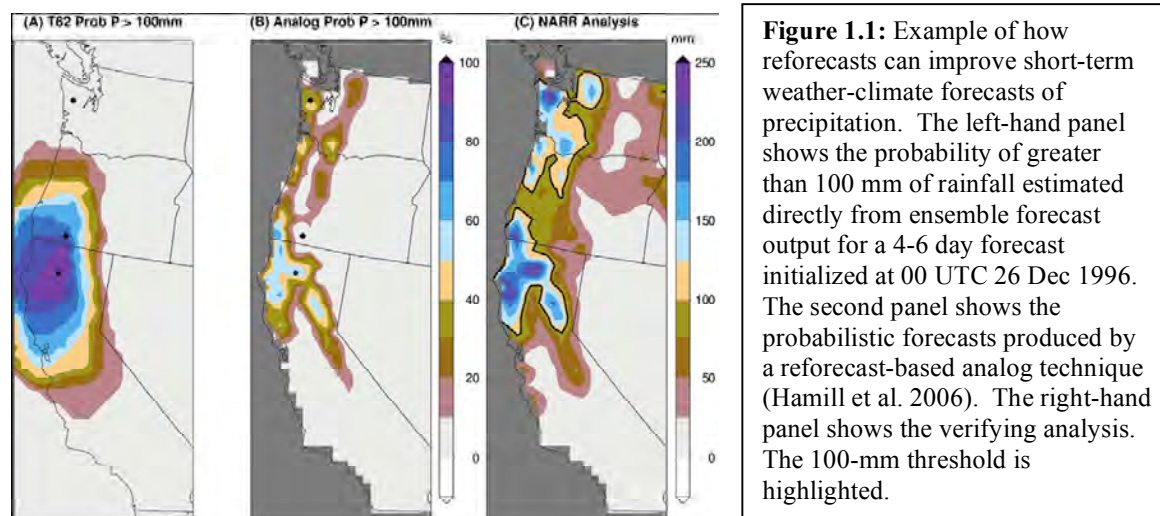 (A) T62 Prob P > 100mm
(B) Analog Prob P > 100mm
(C) NARR Analysis
%
100
80
60
40
20
0
mm
250
200
150
100
50
0
Figure 1.1: Example of how
reforecasts can improve short-term
weather-climate forecasts of
precipitation. The left-hand panel
shows the probability of greater
than 100 mm of rainfall estimated
directly from ensemble forecast
output for a 4-6 day forecast
initialized at 00 UTC 26 Dec 1996.
The second panel shows the
probabilistic forecasts produced by
a reforecast-based analog technique
(Hamill et al. 2006). The right-hand
panel shows the verifying analysis.
The 100-mm threshold is
highlighted.